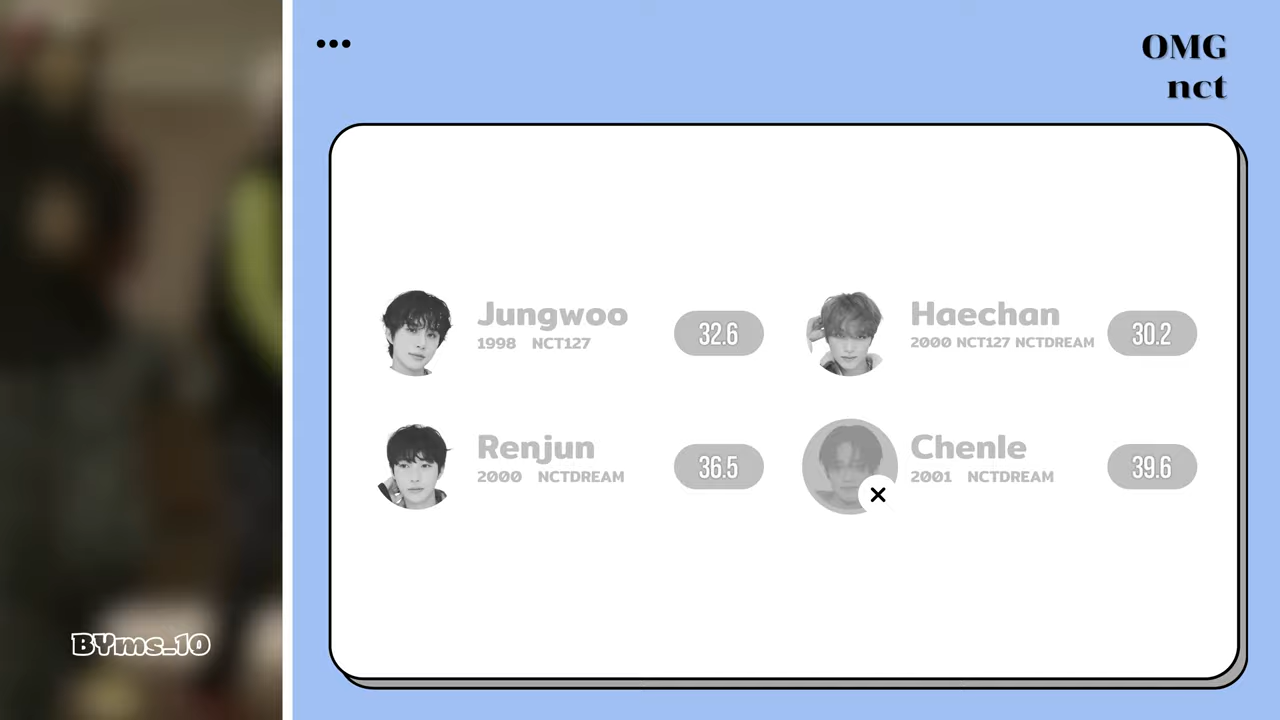 OMG
nct
Jungwoo
1998 NCT127
32.6
Haechan
2000 NCT127 NCTDREAM
30.2
Renjun
2000 NCTDREAM
36.5
Chenle
2001 NCTDREAM
39.6
BYms_10